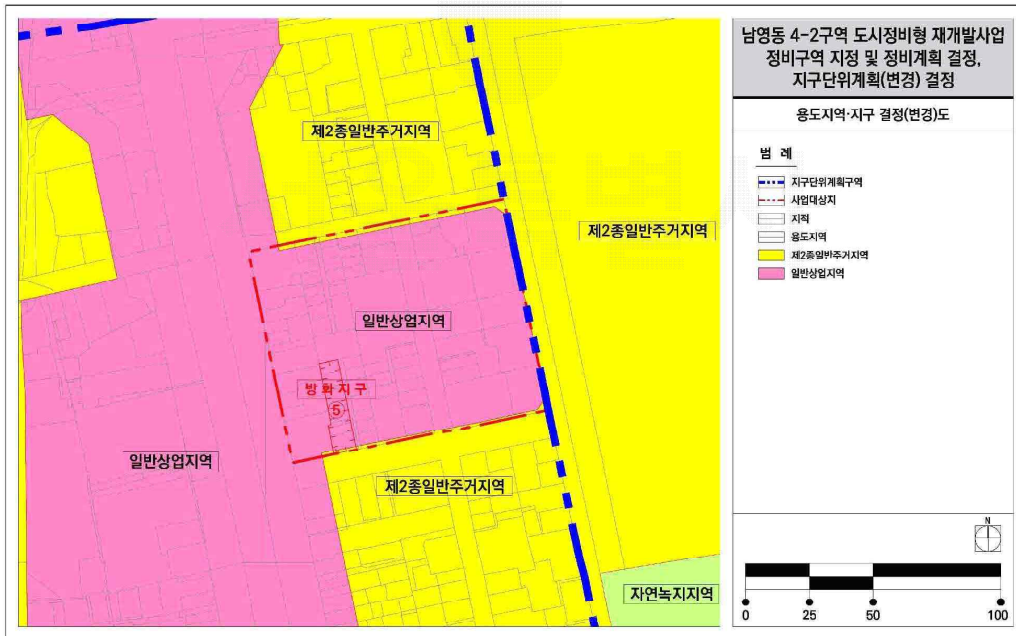 남영동 4-2구역 도시정비형 재개발사업
정비구역 지정 및 정비계획 결정,
지구단위계획(변경) 결정
용도지역·지구 결정(변경)도
범 례
지구단위계획구역
사업대상지
지적
용도지역
제2종일반주거지역
일반상업지역
제2종일반주거지역
제2종일반주거지역
일반상업지역
방화지구
5
일반상업지역
제2종일반주거지역
자연녹지지역
N
0 25 50 100